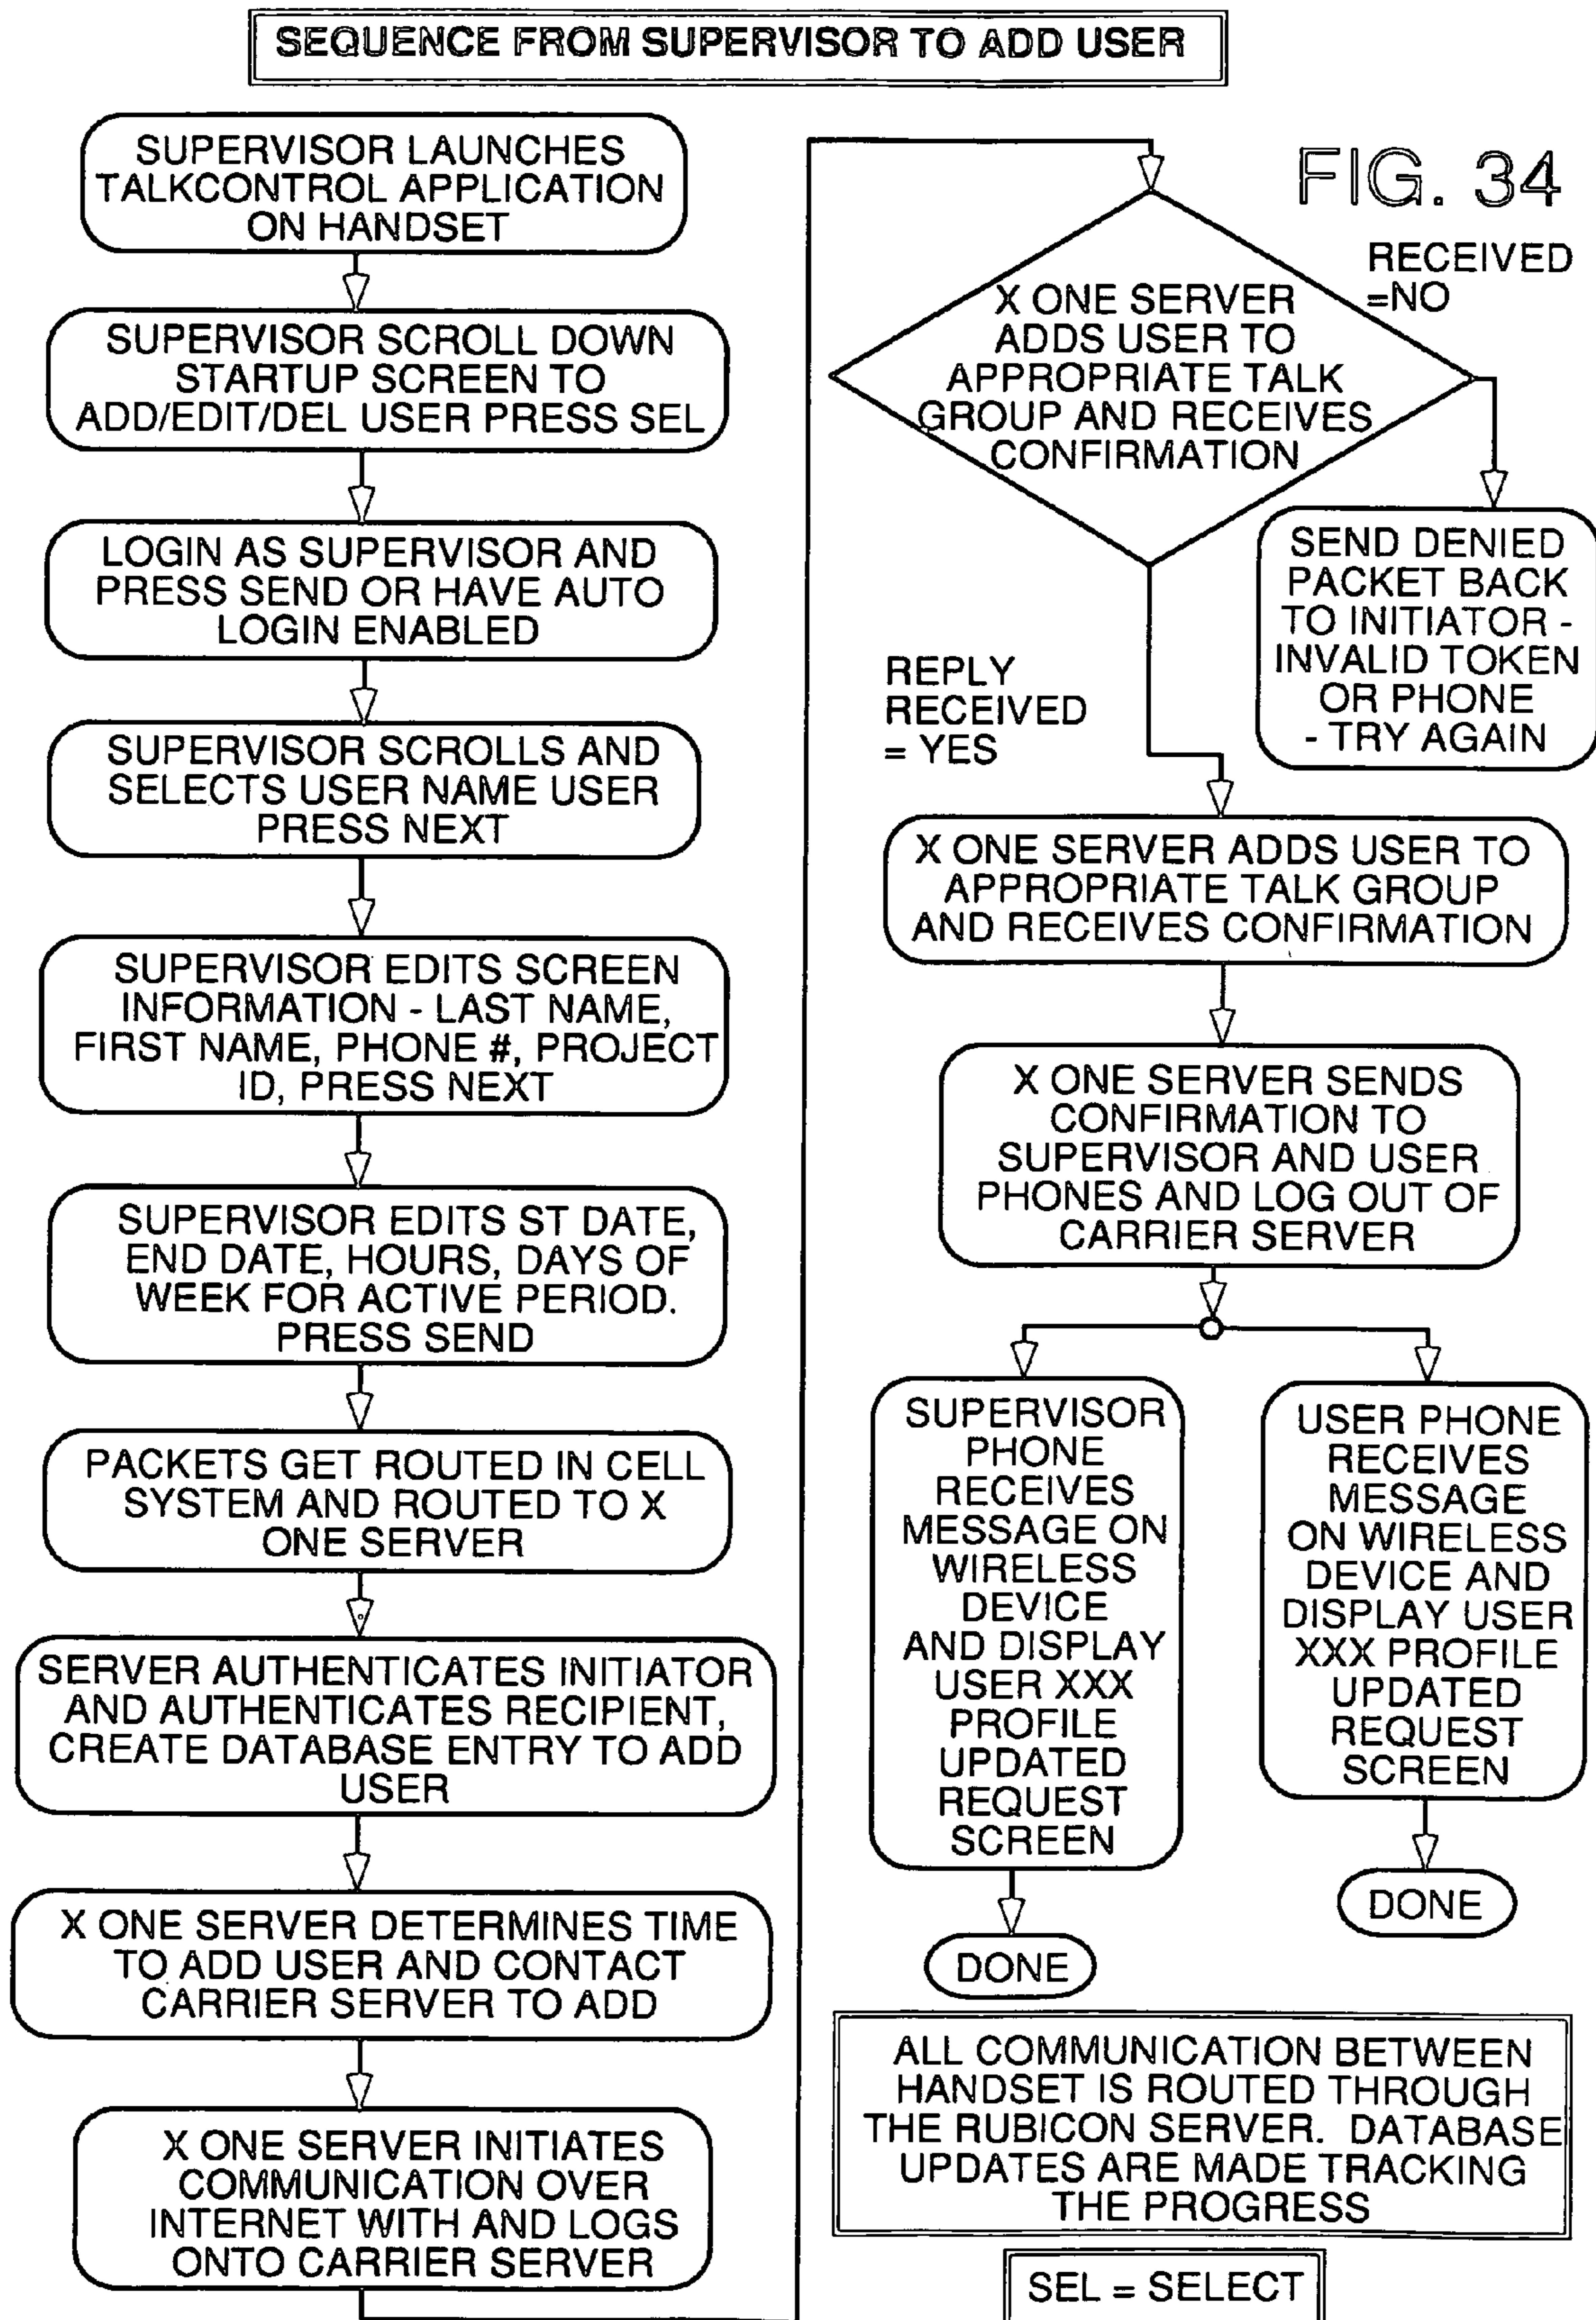 SEQUENCE FROM SUPERVISOR TO ADD USER
FIG. 34
SUPERVISOR LAUNCHES
TALKCONTROL APPLICATION
ON HANDSET
SUPERVISOR SCROLL DOWN
STARTUP SCREEN TO
ADD/EDIT/DEL USER PRESS SEL
LOGIN AS SUPERVISOR AND
PRESS SEND OR HAVE AUTO
LOGIN ENABLED
SUPERVISOR SCROLLS AND
SELECTS USER NAME USER
PRESS NEXT
SUPERVISOR EDITS SCREEN
INFORMATION - LAST NAME,
FIRST NAME, PHONE #, PROJECT
ID, PRESS NEXT
SUPERVISOR EDITS ST DATE,
END DATE, HOURS, DAYS OF
WEEK FOR ACTIVE PERIOD.
PRESS SEND
PACKETS GET ROUTED IN CELL
SYSTEM AND ROUTED TO X
ONE SERVER
SERVER AUTHENTICATES INITIATOR
AND AUTHENTICATES RECIPIENT,
CREATE DATABASE ENTRY TO ADD
USER
X ONE SERVER DETERMINES TIME
TO ADD USER AND CONTACT
CARRIER SERVER TO ADD
X ONE SERVER INITIATES
COMMUNICATION OVER
INTERNET WITH AND LOGS
ONTO CARRIER SERVER
X ONE SERVER
ADDS USER TO
APPROPRIATE TALK
GROUP AND RECEIVES
CONFIRMATION
RECEIVED
=NO
SEND DENIED
PACKET BACK
TO INITIATOR -
INVALID TOKEN
OR PHONE
- TRY AGAIN
REPLY
RECEIVED
= YES
X ONE SERVER ADDS USER TO
APPROPRIATE TALK GROUP
AND RECEIVES CONFIRMATION
X ONE SERVER SENDS
CONFIRMATION TO
SUPERVISOR AND USER
PHONES AND LOG OUT OF
CARRIER SERVER
SUPERVISOR
PHONE
RECEIVES
MESSAGE ON
WIRELESS
DEVICE
AND DISPLAY
USER XXX
PROFILE
UPDATED
REQUEST
SCREEN
DONE
USER PHONE
RECEIVES
MESSAGE
ON WIRELESS
DEVICE AND
DISPLAY USER
XXX PROFILE
UPDATED
REQUEST
SCREEN
DONE
ALL COMMUNICATION BETWEEN
HANDSET IS ROUTED THROUGH
THE RUBICON SERVER. DATABASE
UPDATES ARE MADE TRACKING
THE PROGRESS
SEL = SELECT